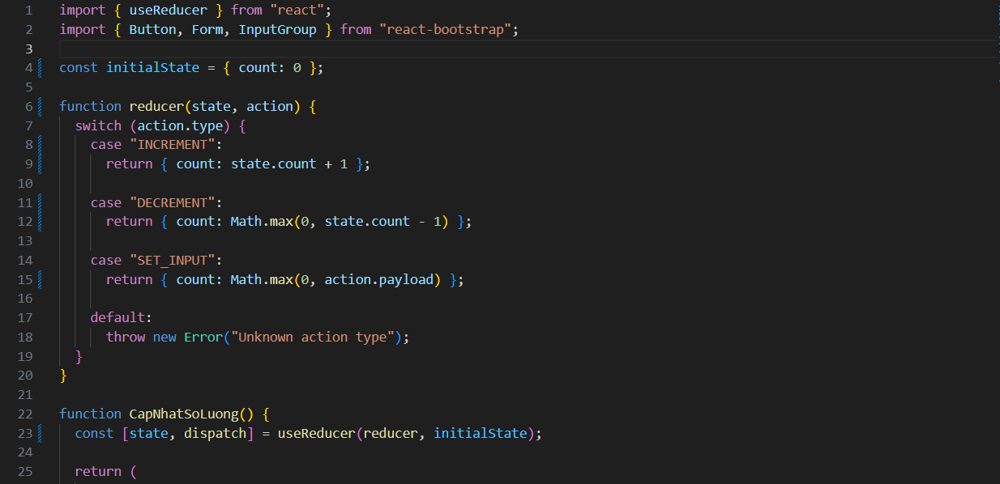 1 import { useReducer } from "react";
2 import { Button, Form, InputGroup } from "react-bootstrap";
3
4 const initialState = { count: 0 };
5
6 function reducer(state, action) {
7   switch (action.type) {
8     case "INCREMENT":
9       return { count: state.count + 1 };
10
11     case "DECREMENT":
12       return { count: Math.max(0, state.count - 1) };
13
14     case "SET_INPUT":
15       return { count: Math.max(0, action.payload) };
16
17     default:
18       throw new Error("Unknown action type");
19   }
20 }
21
22 function CapNhatSoLuong() {
23   const [state, dispatch] = useReducer(reducer, initialState);
24
25   return (